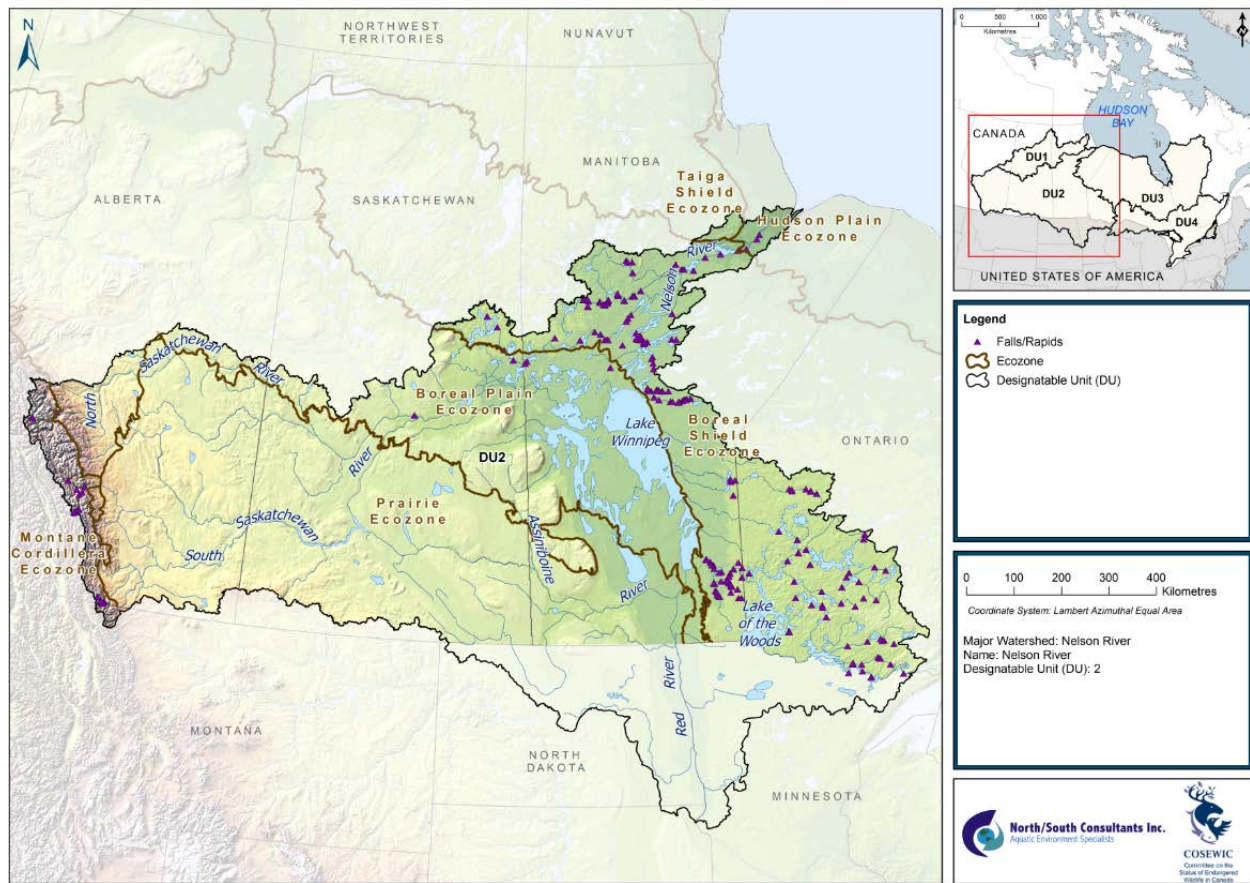 N
NORTHWEST
TERRITORIES
NUNAVUT
ALBERTA
SASKATCHEWAN
MANITOBA
ONTARIO
MONTANA
NORTH
DAKOTA
MINNESOTA
Taiga
Shield
Ecozone
Hudson Plain
Ecozone
River
Nelson
Saskatchewan
River
North
Boreal Plain
Ecozone
Lake
Winnipeg
Boreal
Shield
Ecozone
DU2
River
Prairie
Ecozone
Saskatchewan
South
Assiniboine
River
Montane
Cordillera
Ecozone
Lake
of the
Woods
River
Red
0 500 1,000
Kilometres
N
HUDSON
BAY
CANADA
DU1
DU2
DU3
DU4
UNITED STATES OF AMERICA
Legend
Falls/Rapids
Ecozone
Designatable Unit (DU)
0 100 200 300 400
Kilometres
Coordinate System: Lambert Azimuthal Equal Area
Major Watershed: Nelson River
Name: Nelson River
Designatable Unit (DU): 2
North/South Consultants Inc.
Aquatic Environment Specialists
COSEWIC
Committee on the
Status of Endangered
Wildlife in Canada